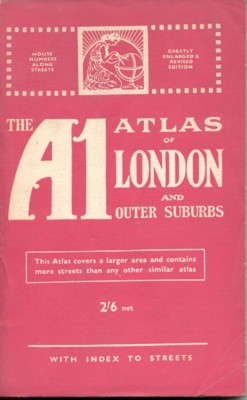 HOUSE
NUMBERS
ALONG
STREETS
GREATLY
ENLARGED &
REVISED
EDITION
THE A1 ATLAS
OF
LONDON
AND
OUTER SUBURBS
This Atlas covers a larger area and contains
more streets than any other similar atlas
2/6 net
WITH INDEX TO STREETS